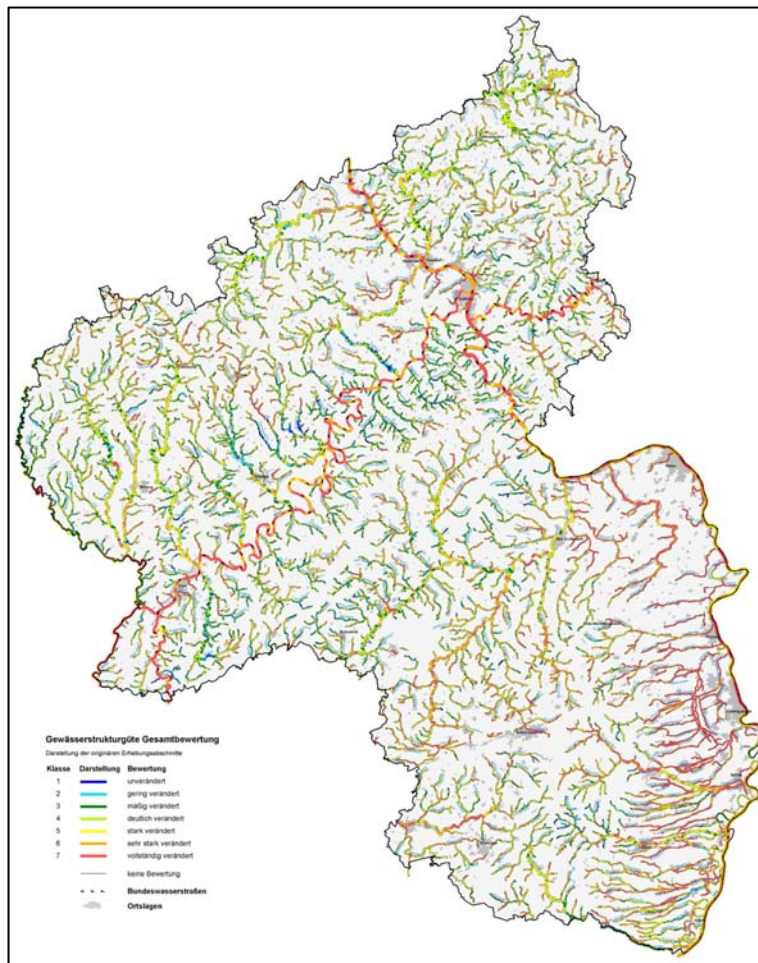 Gewässerstrukturgüte Gesamtbewertung
Darstellung der originären Erhebungsabschnitte
Klasse Darstellung Bewertung
1 unverändert
2 gering verändert
3 mäßig verändert
4 deutlich verändert
5 stark verändert
6 sehr stark verändert
7 vollständig verändert
keine Bewertung
Bundeswasserstraßen
Ortslagen